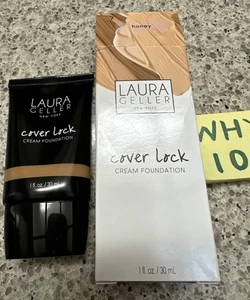 LAURA
GELLER
NEW YORK
cover lock
CREAM FOUNDATION
1 fl oz / 30 mL
honey
LAURA
GELLER
NEW YORK
cover lock
CREAM FOUNDATION
1 fl. oz / 30 mL
WHY
10